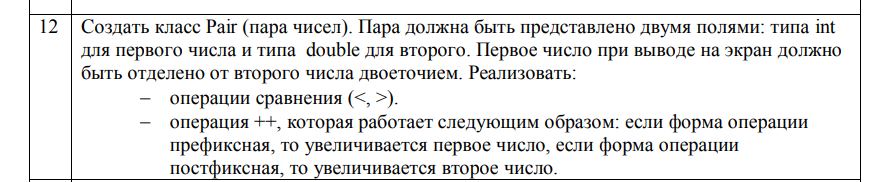 12 Создать класс Pair (пара чисел). Пара должна быть представлено двумя полями: типа int
для первого числа и типа double для второго. Первое число при выводе на экран должно
быть отделено от второго числа двоеточием. Реализовать:
– операции сравнения (<, >).
– операция ++, которая работает следующим образом: если форма операции
префиксная, то увеличивается первое число, если форма операции
постфиксная, то увеличивается второе число.